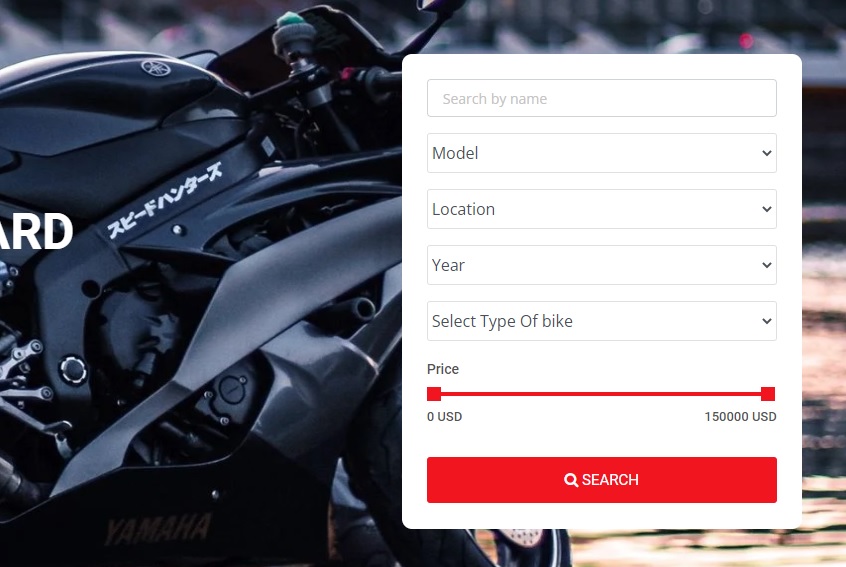 Search by name
Model
Location
Year
Select Type Of bike
Price
0 USD
150000 USD
SEARCH
ARD
スピードハンターズ
YAMAHA